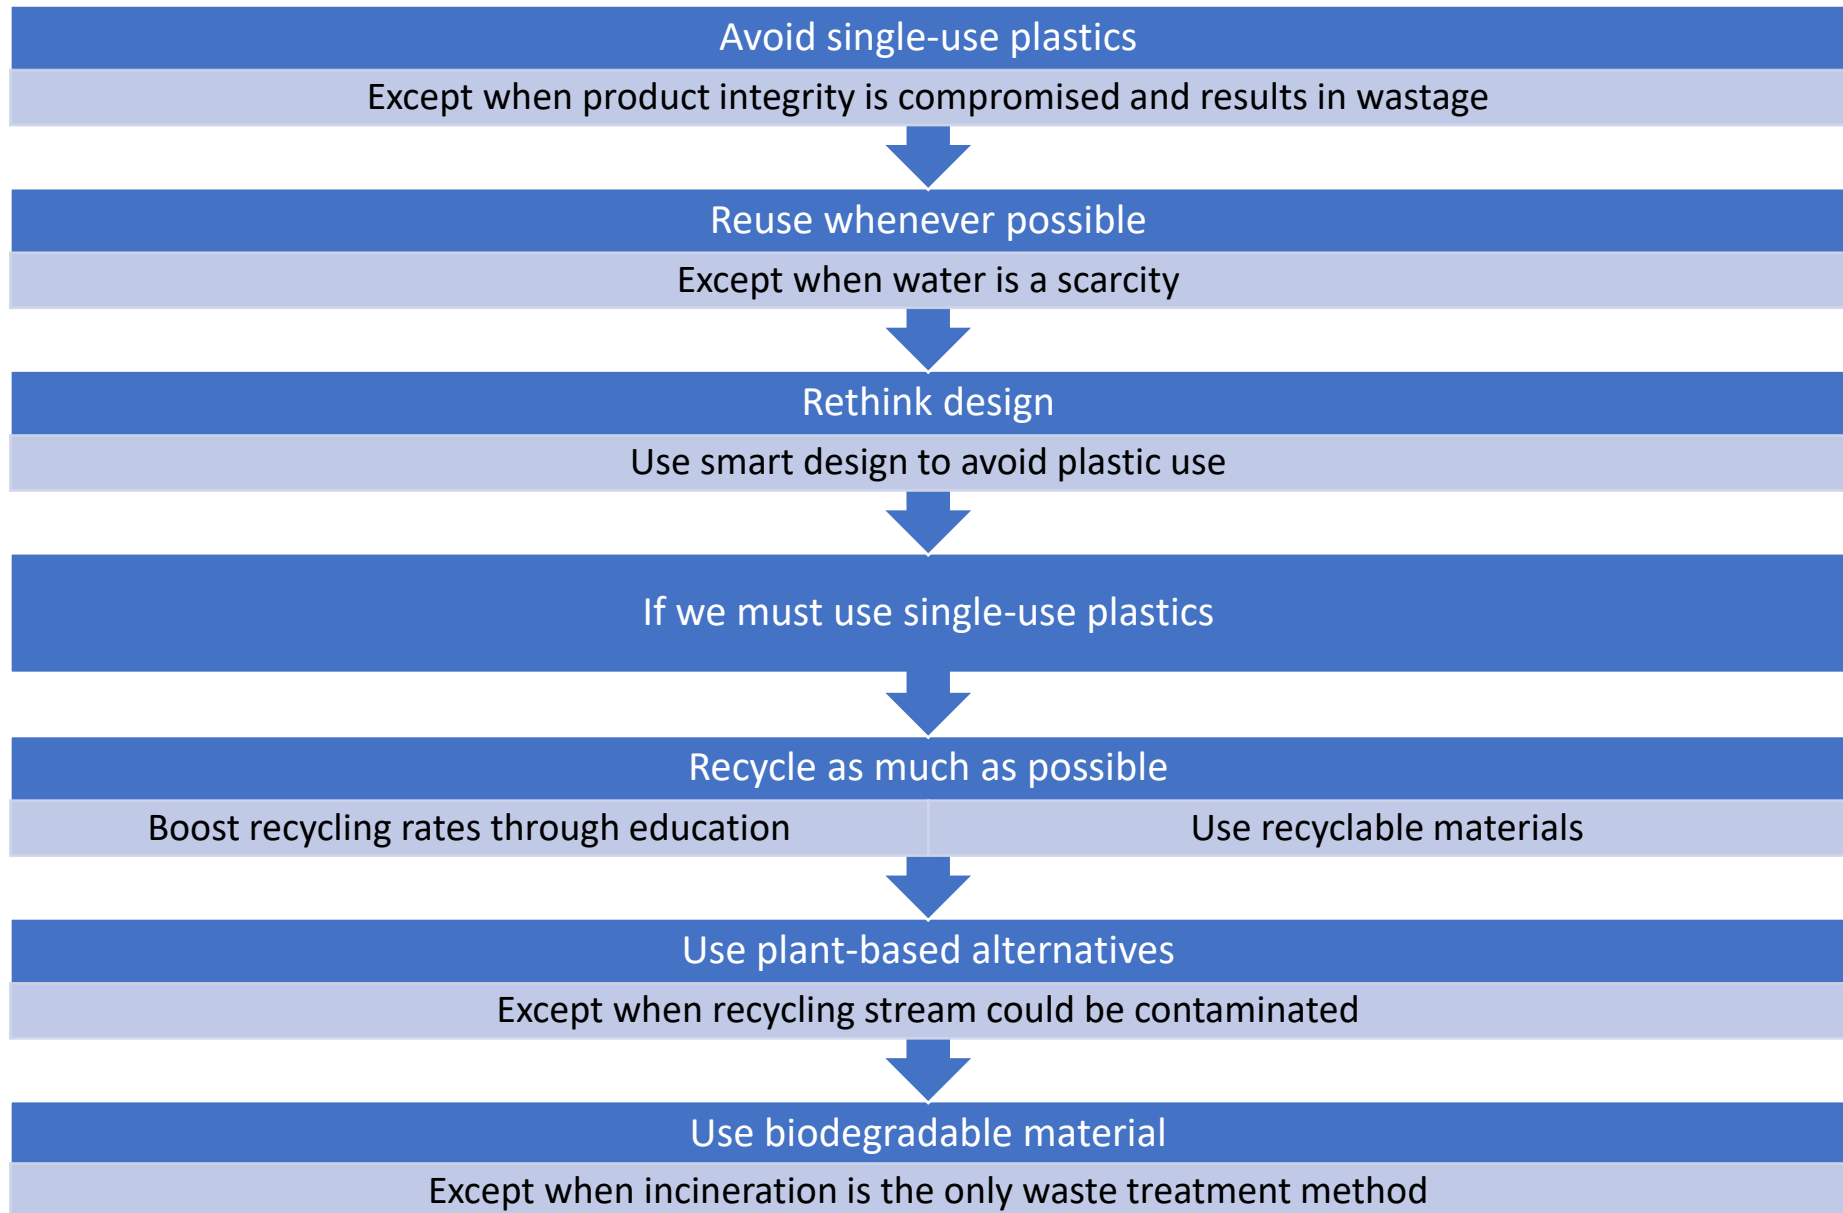 Avoid single-use plastics
Except when product integrity is compromised and results in wastage
Reuse whenever possible
Except when water is a scarcity
Rethink design
Use smart design to avoid plastic use
If we must use single-use plastics
Recycle as much as possible
Boost recycling rates through education
Use recyclable materials
Use plant-based alternatives
Except when recycling stream could be contaminated
Use biodegradable material
Except when incineration is the only waste treatment method